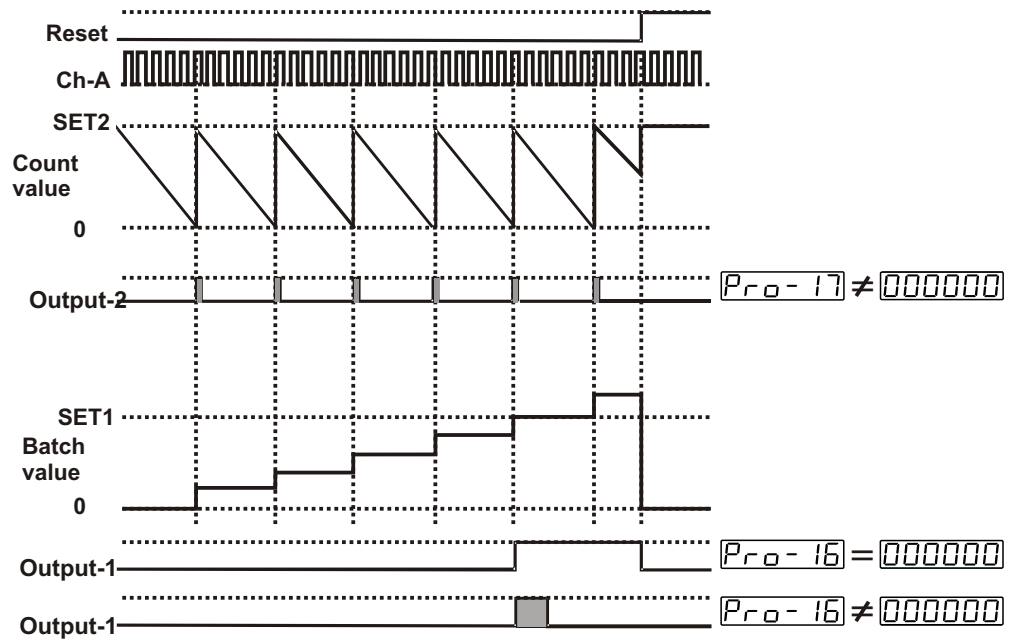 Reset
Ch-A
SET2
Count
value
0
Output-2
Pro-17 ≠ 000000
SET1
Batch
value
0
Output-1
Pro-16 = 000000
Output-1
Pro-16 ≠ 000000